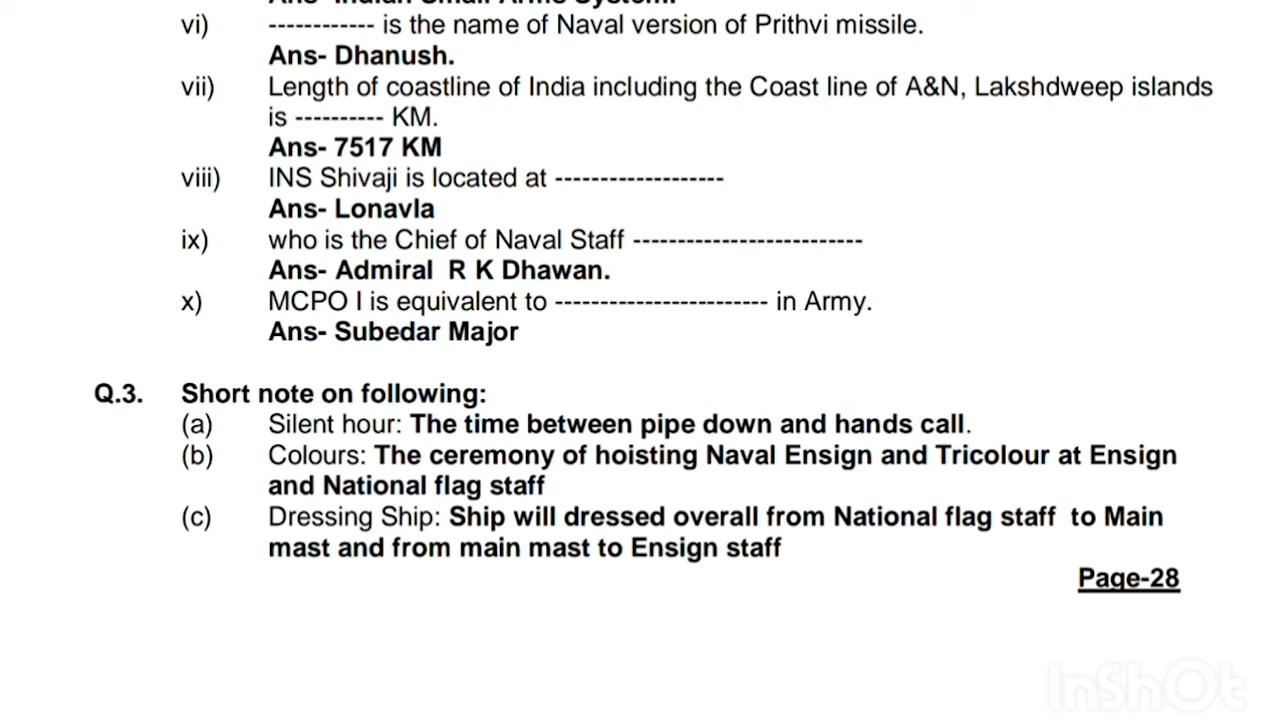 Ans- Indian Small Arms System.
vi) ------------ is the name of Naval version of Prithvi missile.
Ans- Dhanush.
vii) Length of coastline of India including the Coast line of A&N, Lakshdweep islands
is ---------- KM.
Ans- 7517 KM
viii) INS Shivaji is located at -------------------
Ans- Lonavla
ix) who is the Chief of Naval Staff --------------------------
Ans- Admiral R K Dhawan.
x) MCPO I is equivalent to ------------------------ in Army.
Ans- Subedar Major
Q.3. Short note on following:
(a) Silent hour: The time between pipe down and hands call.
(b) Colours: The ceremony of hoisting Naval Ensign and Tricolour at Ensign
and National flag staff
(c) Dressing Ship: Ship will dressed overall from National flag staff to Main
mast and from main mast to Ensign staff
Page-28
InShOt